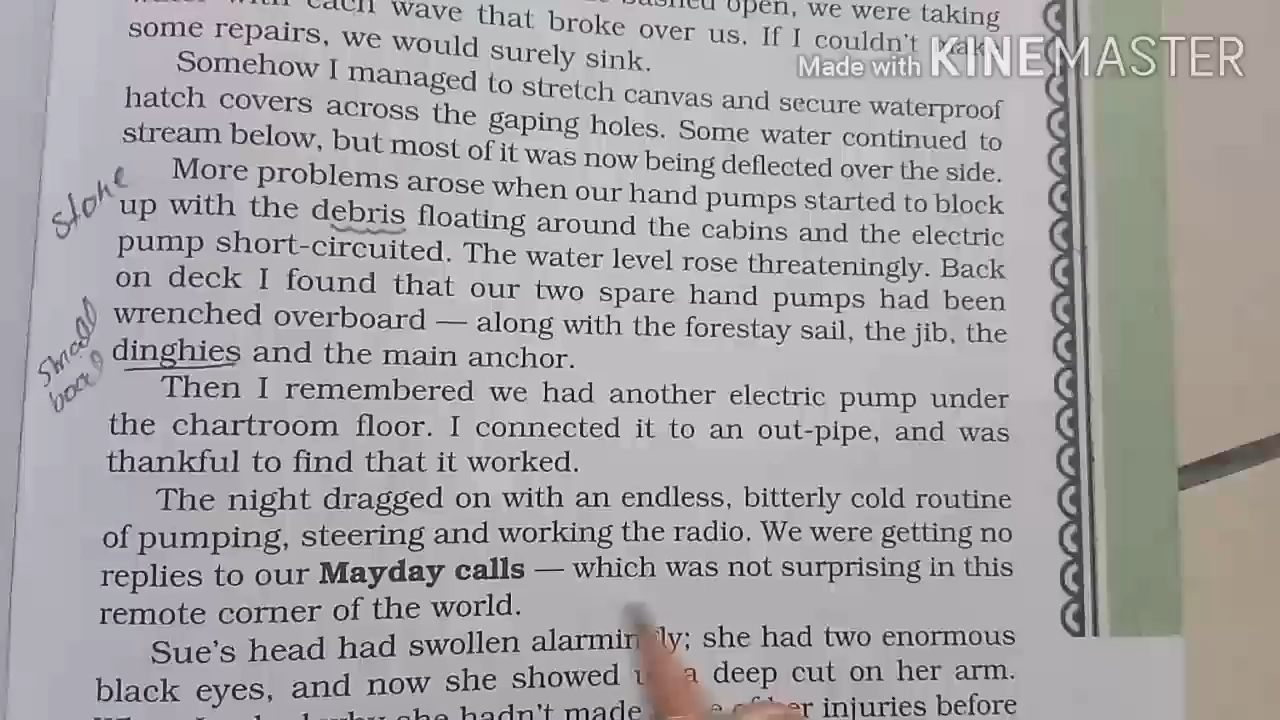 each wave that broke over us. If I couldn't
open, we were taking
some repairs, we would surely sink.
Made with KINEMASTER
Somehow I managed to stretch canvas and secure waterproof
hatch covers across the gaping holes. Some water continued to
stream below, but most of it was now being deflected over the side.
More problems arose when our hand pumps started to block
Stone
up with the debris floating around the cabins and the electric
pump short-circuited. The water level rose threateningly. Back
on deck I found that our two spare hand pumps had been
wrenched overboard — along with the forestay sail, the jib, the
Small
dinghies and the main anchor.
Then I remembered we had another electric pump under
the chartroom floor. I connected it to an out-pipe, and was
thankful to find that it worked.
The night dragged on with an endless, bitterly cold routine
of pumping, steering and working the radio. We were getting no
replies to our Mayday calls — which was not surprising in this
remote corner of the world.
Sue's head had swollen alarmingly; she had two enormous
black eyes, and now she showed a deep cut on her arm.
she hadn't made injuries before